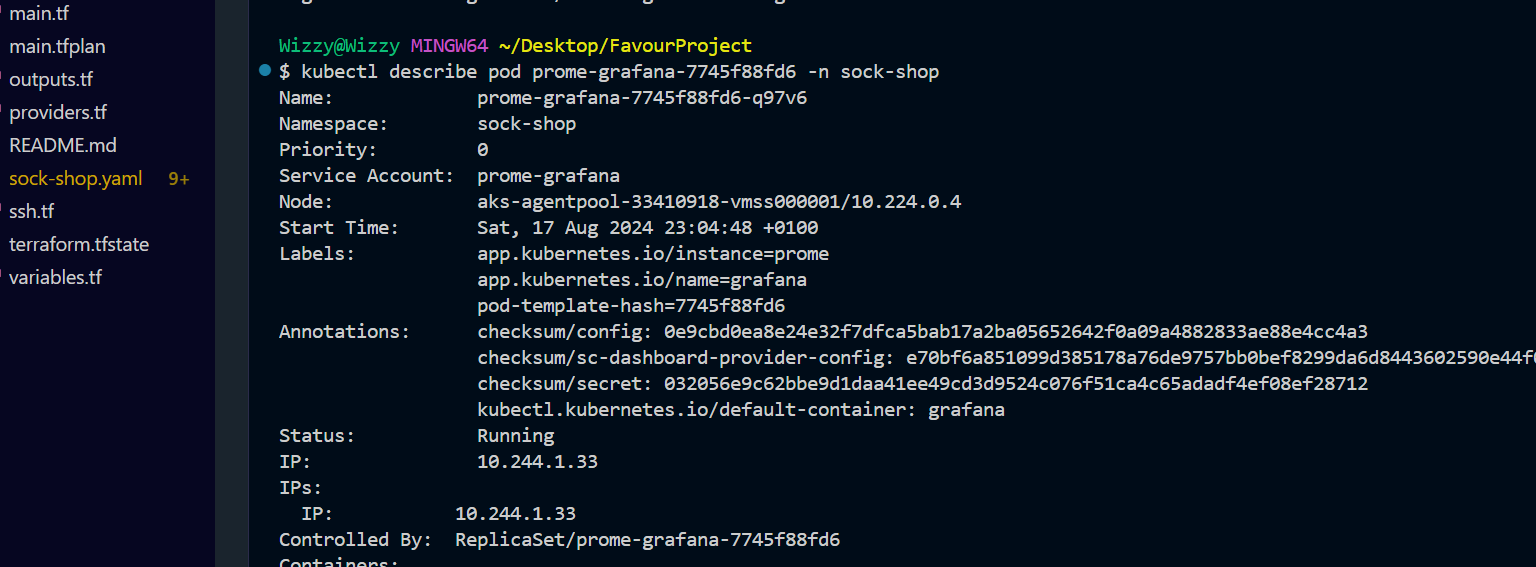 main.tf
main.tfplan
outputs.tf
providers.tf
README.md
sock-shop.yaml 9+
ssh.tf
terraform.tfstate
variables.tf
Wizzy@Wizzy MINGW64 ~/Desktop/FavourProject
$ kubectl describe pod prome-grafana-7745f88fd6 -n sock-shop
Name: prome-grafana-7745f88fd6-q97v6
Namespace: sock-shop
Priority: 0
Service Account: prome-grafana
Node: aks-agentpool-33410918-vmss000001/10.224.0.4
Start Time: Sat, 17 Aug 2024 23:04:48 +0100
Labels: app.kubernetes.io/instance=prome
app.kubernetes.io/name=grafana
pod-template-hash=7745f88fd6
Annotations: checksum/config: 0e9cbd0ea8e24e32f7dfca5bab17a2ba05652642f0a09a4882833ae88e4cc4a3
checksum/sc-dashboard-provider-config: e70bf6a851099d385178a76de9757bb0bef8299da6d8443602590e44f
checksum/secret: 032056e9c62bbe9d1daa41ee49cd3d9524c076f51ca4c65adadf4ef08ef28712
kubectl.kubernetes.io/default-container: grafana
Status: Running
IP: 10.244.1.33
IPs:
IP: 10.244.1.33
Controlled By: ReplicaSet/prome-grafana-7745f88fd6
Containers: